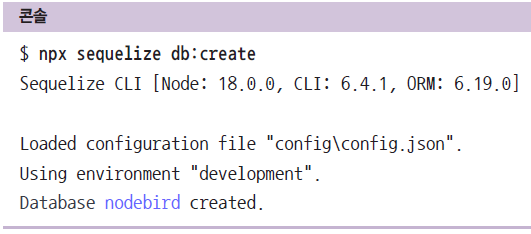 콘솔
$ npx sequelize db:create
Sequelize CLI [Node: 18.0.0, CLI: 6.4.1, ORM: 6.19.0]
Loaded configuration file "config\config.json".
Using environment "development".
Database nodebird created.